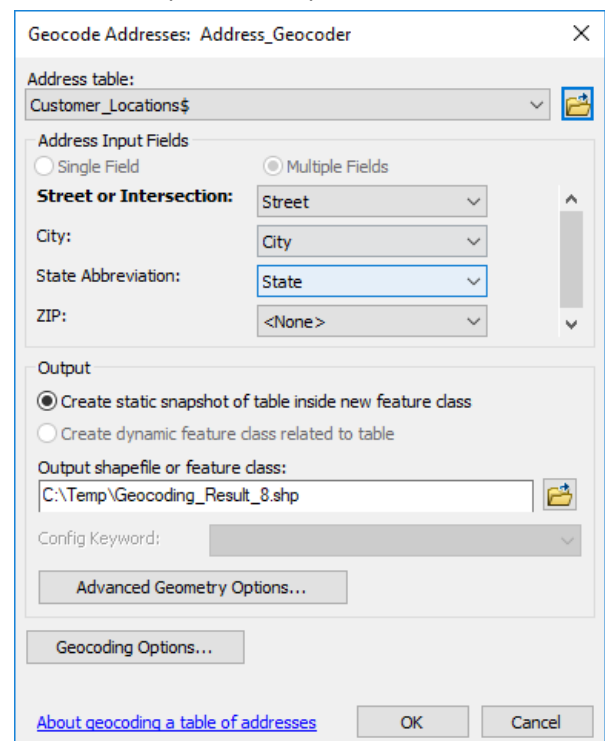 Geocode Addresses: Address_Geocoder
Address table:
Customer_Locations$
Address Input Fields
Single Field Multiple Fields
Street or Intersection: Street
City: City
State Abbreviation: State
ZIP: <None>
Output
Create static snapshot of table inside new feature class
Create dynamic feature class related to table
Output shapefile or feature class:
C:\Temp\Geocoding_Result_8.shp
Config Keyword:
Advanced Geometry Options...
Geocoding Options...
About geocoding a table of addresses OK Cancel